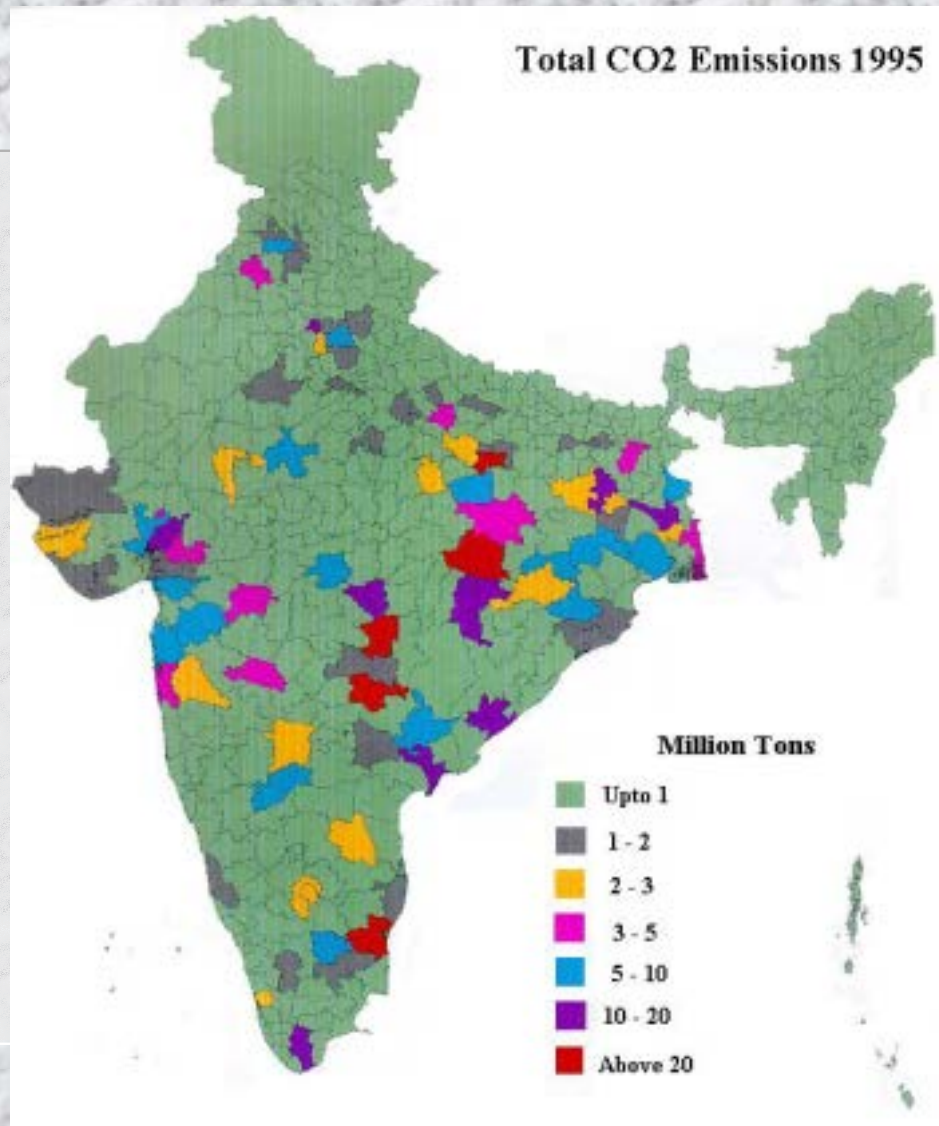 Total CO2 Emissions 1995
Million Tons
Upto 1
1 - 2
2 - 3
3 - 5
5 - 10
10 - 20
Above 20